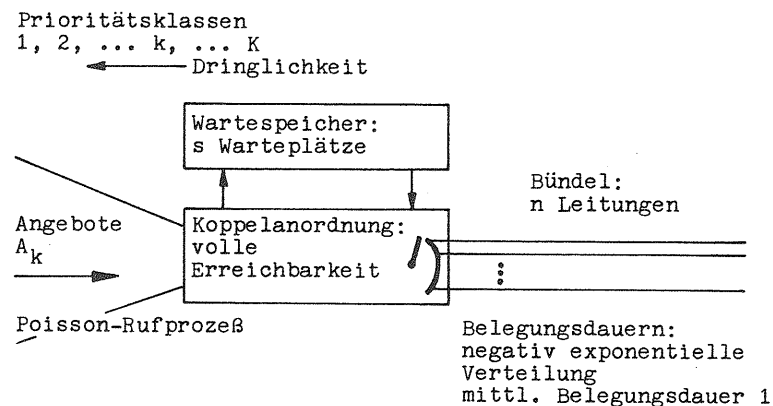 Prioritätsklassen
1, 2, ... k, ... K
Dringlichkeit
Wartespeicher:
s Warteplätze
Bündel:
n Leitungen
Angebote
A_k
Koppelanordnung:
volle
Erreichbarkeit
Poisson-Rufprozeß
Belegungsdauern:
negativ exponentielle
Verteilung
mittl. Belegungsdauer 1